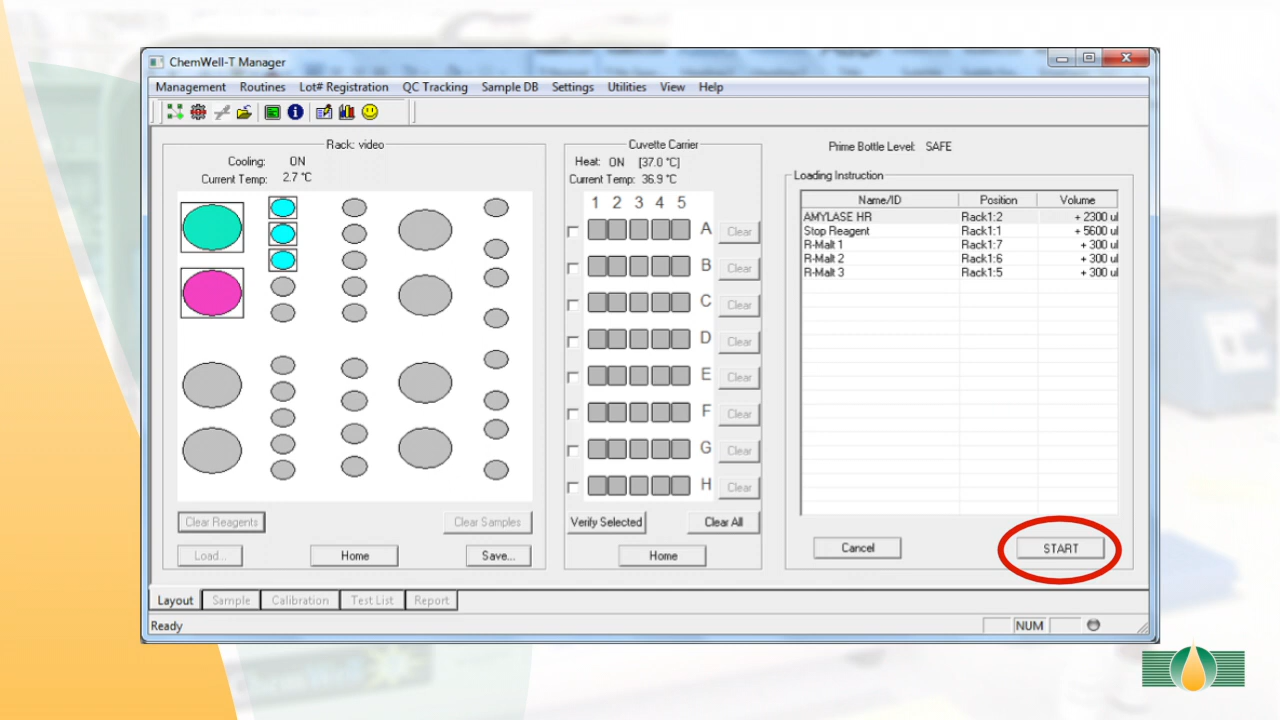 ChemWell-T Manager
Management Routines Lot# Registration QC Tracking Sample DB Settings Utilities View Help
Rack: video
Cooling: ON
Current Temp: 2.7 °C
Clear Reagents Clear Samples
Load... Home Save...
Cuvette Carrier
Heat: ON [37.0 °C]
Current Temp: 36.9 °C
1 2 3 4 5
A Clear
B Clear
C Clear
D Clear
E Clear
F Clear
G Clear
H Clear
Verify Selected Clear All
Home
Prime Bottle Level: SAFE
Loading Instruction
Name/ID Position Volume
AMYLASE HR Rack1:2 + 2300 ul
Stop Reagent Rack1:1 + 5600 ul
R-Malt 1 Rack1:7 + 300 ul
R-Malt 2 Rack1:6 + 300 ul
R-Malt 3 Rack1:5 + 300 ul
Cancel START
Layout Sample Calibration Test List Report
Ready NUM